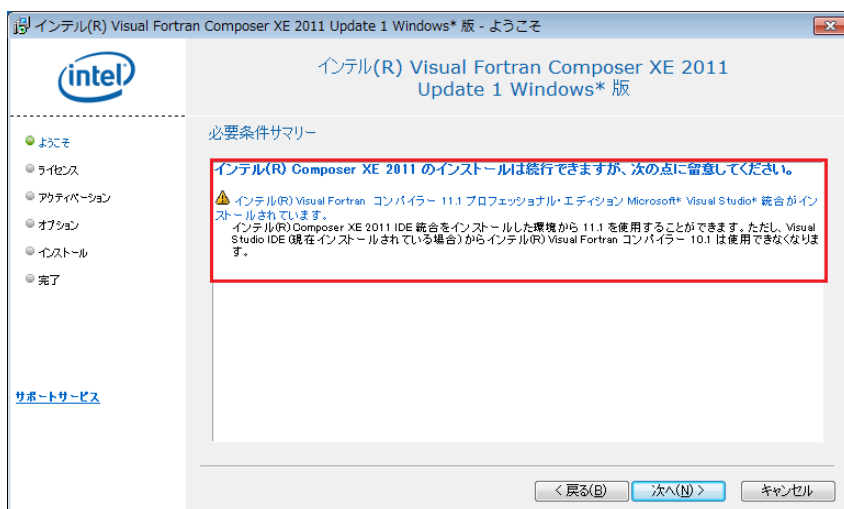 インテル(R) Visual Fortran Composer XE 2011 Update 1 Windows* 版 - ようこそ
intel
インテル(R) Visual Fortran Composer XE 2011
Update 1 Windows* 版
ようこそ
ライセンス
アクティベーション
オプション
インストール
完了
サポートサービス
必要条件サマリー
インテル(R) Composer XE 2011 のインストールは続行できますが、次の点に留意してください。
インテル(R) Visual Fortran コンパイラー 11.1 プロフェッショナル・エディション Microsoft* Visual Studio* 統合がイン
ストールされています。
インテル(R) Composer XE 2011 IDE 統合をインストールした環境から 11.1 を使用することができます。ただし、Visual
Studio IDE (現在インストールされている場合) からインテル(R) Visual Fortran コンパイラー 10.1 は使用できなくなりま
す。
< 戻る(B)
次へ(N) >
キャンセル